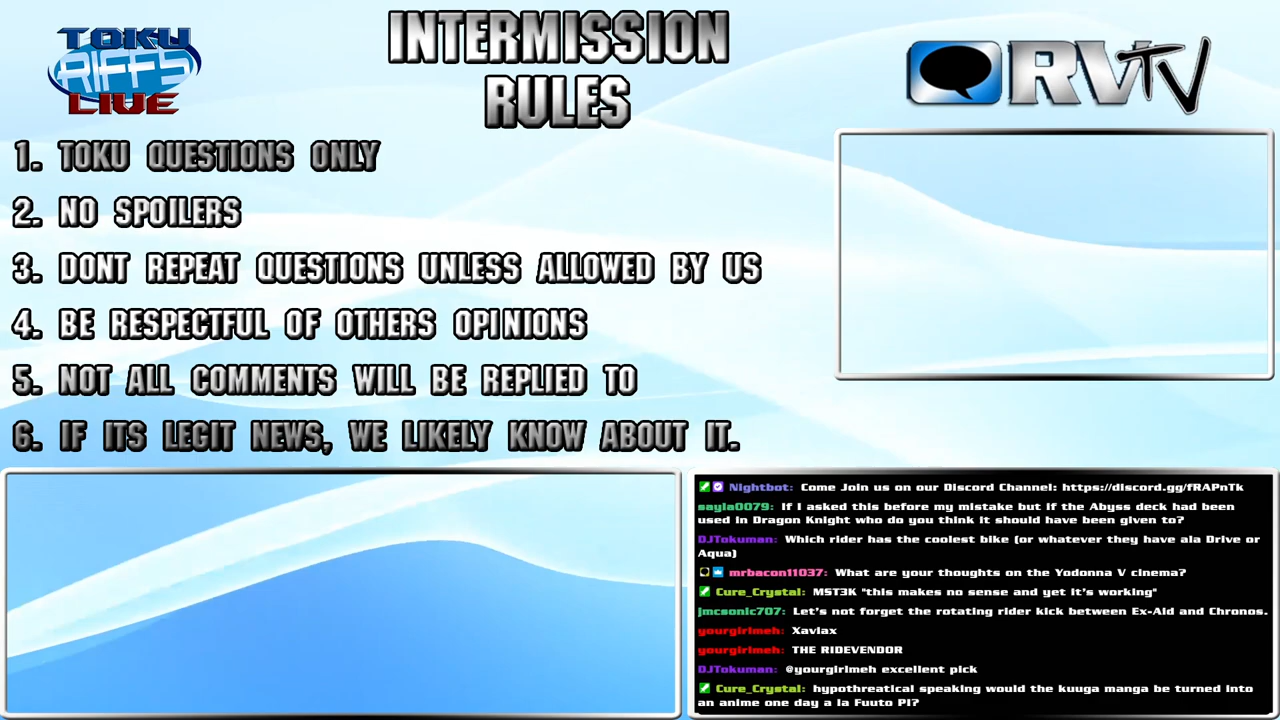 TOKU
RIFFS
LIVE
INTERMISSION
RULES
RVTV
1. TOKU QUESTIONS ONLY
2. NO SPOILERS
3. DONT REPEAT QUESTIONS UNLESS ALLOWED BY US
4. BE RESPECTFUL OF OTHERS OPINIONS
5. NOT ALL COMMENTS WILL BE REPLIED TO
6. IF ITS LEGIT NEWS, WE LIKELY KNOW ABOUT IT.
Nightbot: Come Join us on our Discord Channel: https://discord.gg/fRAPnTk
sayla0079: If I asked this before my mistake but if the Abyss deck had been
used in Dragon Knight who do you think it should have been given to?
DJTokuman: Which rider has the coolest bike (or whatever they have ala Drive or
Aqua)
mrbacon11037: What are your thoughts on the Yodonna V cinema?
Cure_Crystal: MST3K "this makes no sense and yet it's working"
jmcsonic707: Let's not forget the rotating rider kick between Ex-Aid and Chronos.
yourgirlmeh: Xaviax
yourgirlmeh: THE RIDEVENDOR
DJTokuman: @yourgirlmeh excellent pick
Cure_Crystal: hypothreatical speaking would the kuuga manga be turned into
an anime one day a la Fuuto PI?